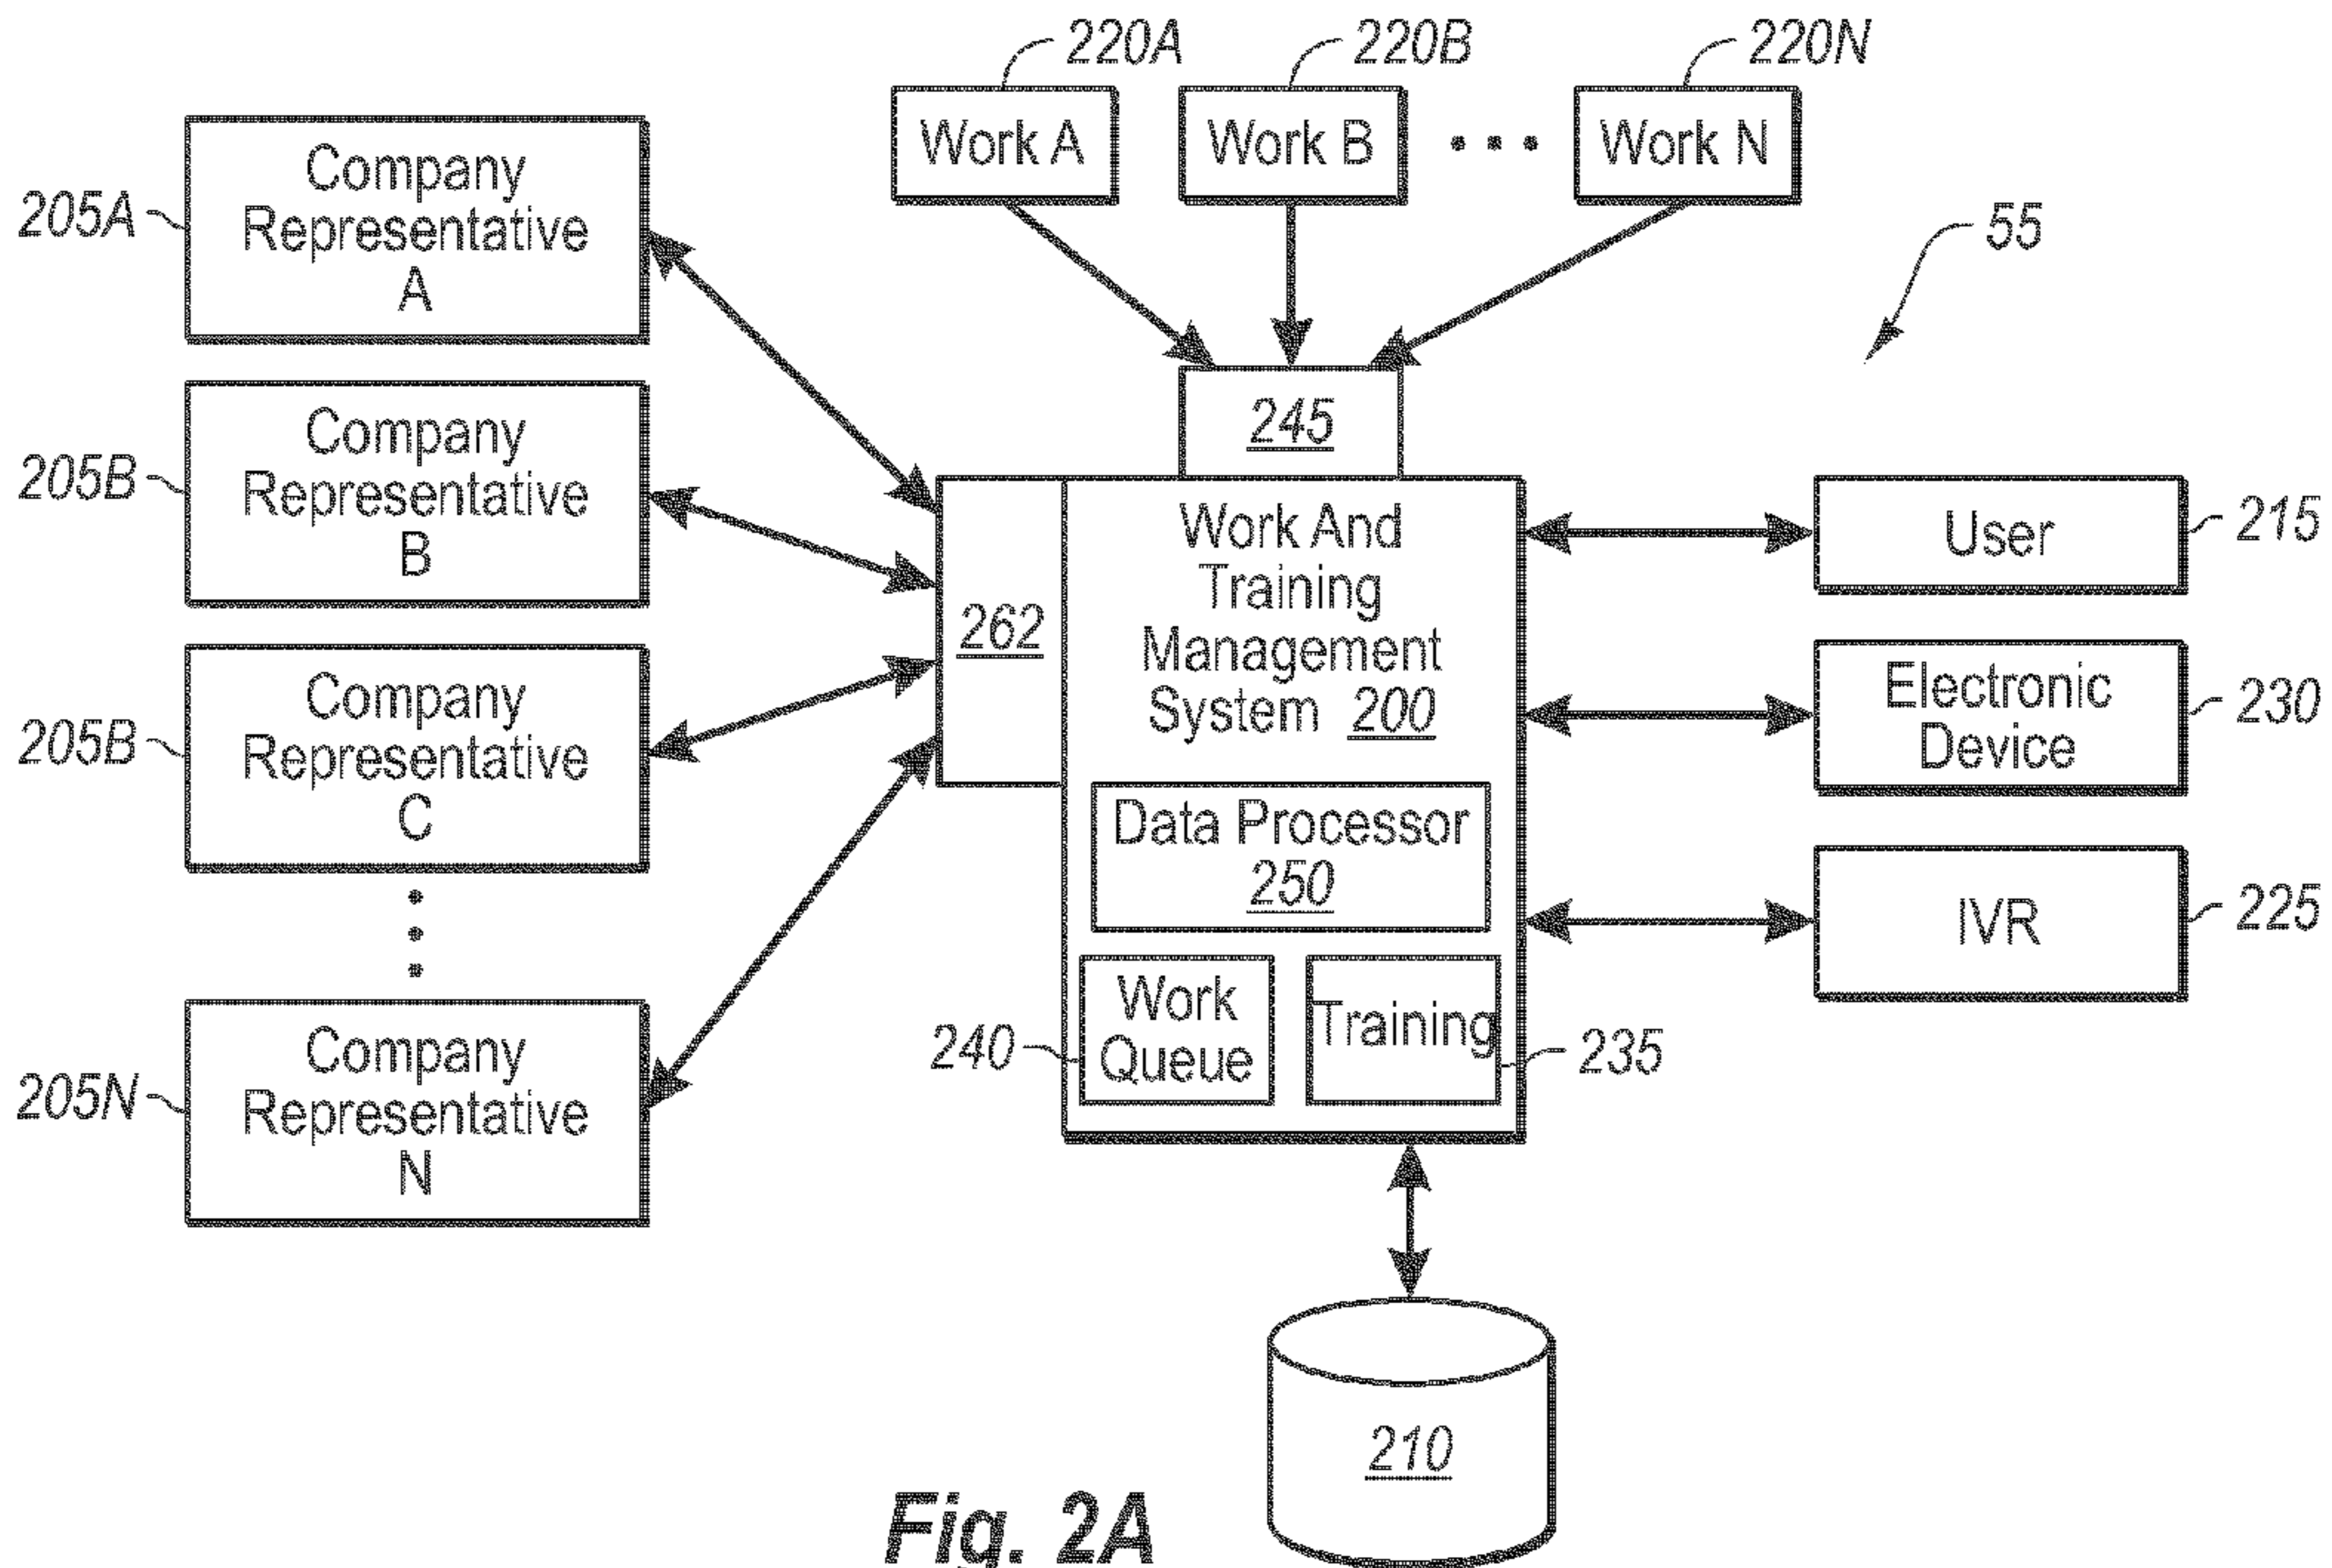 220A
220B
220N
Work A
Work B
• • •
Work N
55
205A
Company
Representative
A
205B
Company
Representative
B
205B
Company
Representative
C
205N
Company
Representative
N
245
262
Work And
Training
Management
System 200
Data Processor
250
Work
Queue
240
Training
235
User
215
Electronic
Device
230
IVR
225
210
Fig. 2A